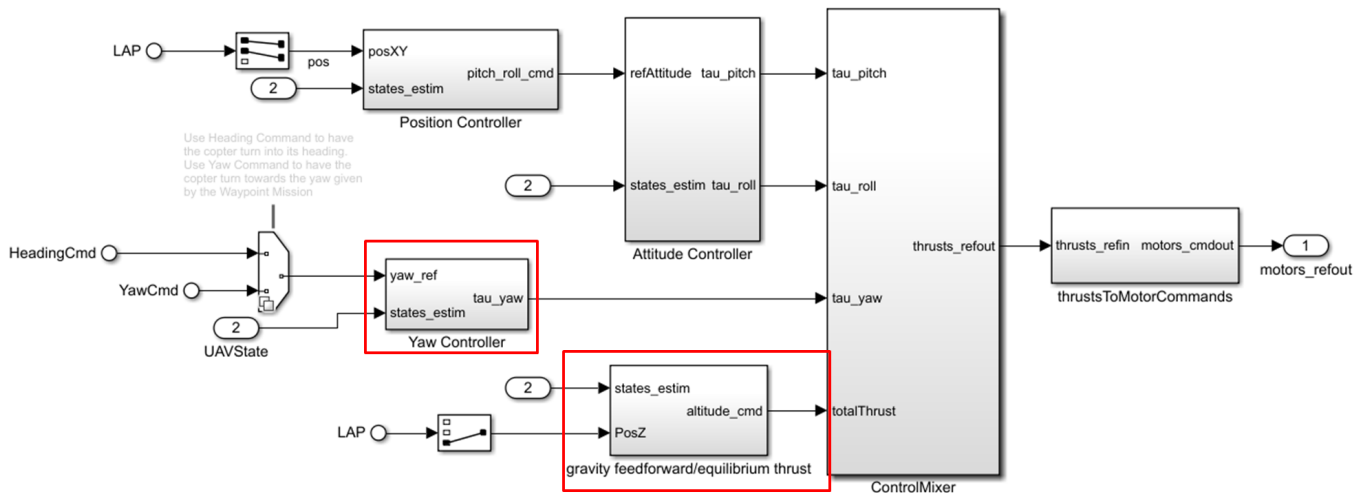 LAP
pos
posXY
pitch_roll_cmd
2
states_estim
Position Controller
refAttitude
tau_pitch
2
states_estim
tau_roll
Attitude Controller
tau_pitch
tau_roll
thrusts_refout
tau_yaw
totalThrust
ControlMixer
thrusts_refin
motors_cmdout
thrustsToMotorCommands
1
motors_refout
Use Heading Command to have
the copter turn into its heading.
Use Yaw Command to have the
copter turn towards the yaw given
by the Waypoint Mission
HeadingCmd
YawCmd
2
UAVState
yaw_ref
tau_yaw
states_estim
Yaw Controller
2
states_estim
altitude_cmd
LAP
PosZ
gravity feedforward/equilibrium thrust